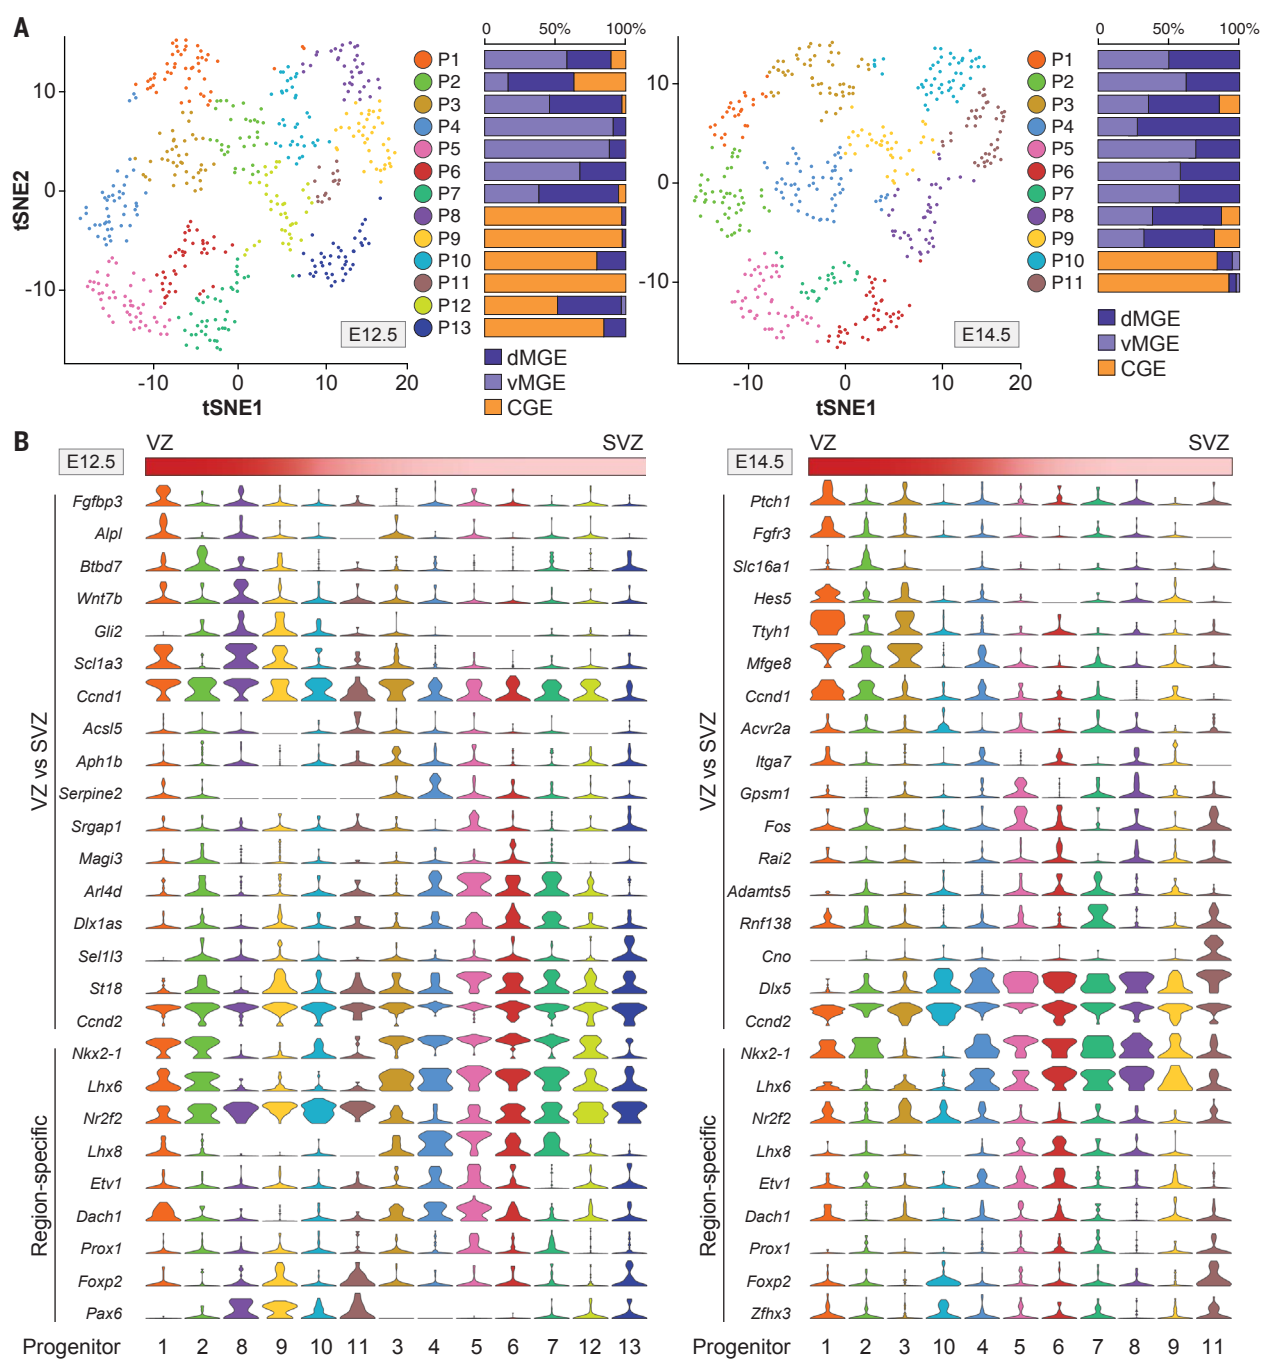 A
tSNE2
10
0
-10
-10
0
10
20
tSNE1
E12.5
0
50%
100%
P1
P2
P3
P4
P5
P6
P7
P8
P9
P10
P11
P12
P13
dMGE
vMGE
CGE
10
0
-10
-10
0
10
20
tSNE1
E14.5
0
50%
100%
P1
P2
P3
P4
P5
P6
P7
P8
P9
P10
P11
dMGE
vMGE
CGE
B
E12.5
VZ
SVZ
VZ vs SVZ
Fgfbp3
Alpl
Btbd7
Wnt7b
Gli2
Scl1a3
Ccnd1
Acsl5
Aph1b
Serpine2
Srgap1
Magi3
Arl4d
Dlx1as
Sel1l3
St18
Ccnd2
Region-specific
Nkx2-1
Lhx6
Nr2f2
Lhx8
Etv1
Dach1
Prox1
Foxp2
Pax6
Progenitor 1 2 8 9 10 11 3 4 5 6 7 12 13
E14.5
VZ
SVZ
VZ vs SVZ
Ptch1
Fgfr3
Slc16a1
Hes5
Ttyh1
Mfge8
Ccnd1
Acvr2a
Itga7
Gpsm1
Fos
Rai2
Adamts5
Rnf138
Cno
Dlx5
Ccnd2
Region-specific
Nkx2-1
Lhx6
Nr2f2
Lhx8
Etv1
Dach1
Prox1
Foxp2
Zfhx3
Progenitor 1 2 3 10 4 5 6 7 8 9 11